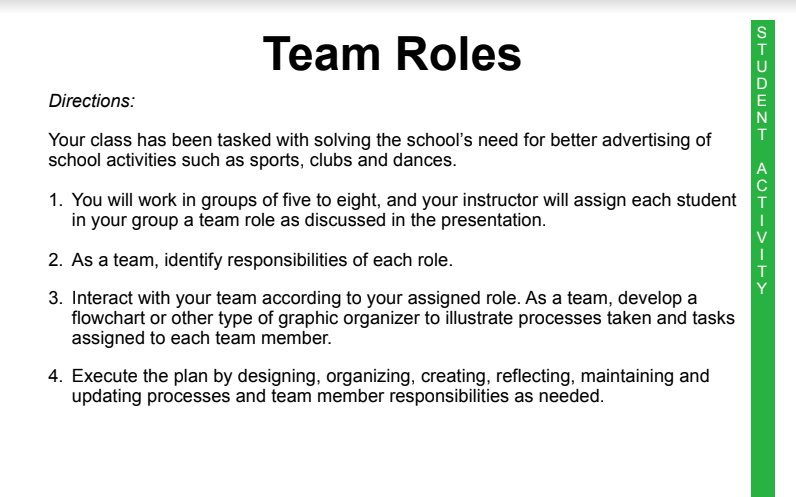 Team Roles
Directions:
Your class has been tasked with solving the school’s need for better advertising of
school activities such as sports, clubs and dances.
1. You will work in groups of five to eight, and your instructor will assign each student
in your group a team role as discussed in the presentation.
2. As a team, identify responsibilities of each role.
3. Interact with your team according to your assigned role. As a team, develop a
flowchart or other type of graphic organizer to illustrate processes taken and tasks
assigned to each team member.
4. Execute the plan by designing, organizing, creating, reflecting, maintaining and
updating processes and team member responsibilities as needed.
STUDENT ACTIVITY